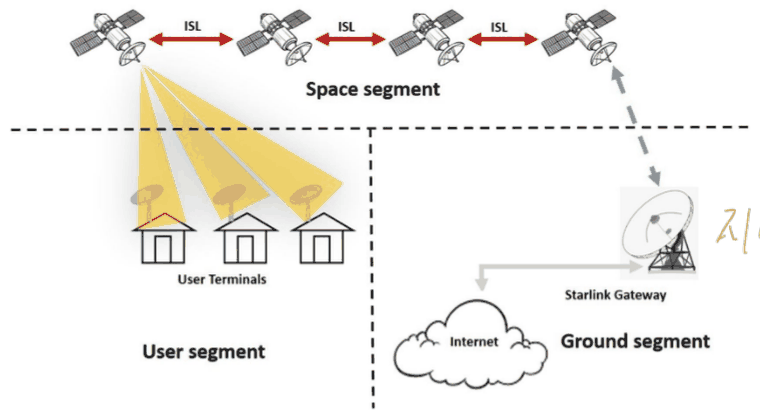 ISL
ISL
ISL
Space segment
User Terminals
Starlink Gateway
Internet
User segment
Ground segment